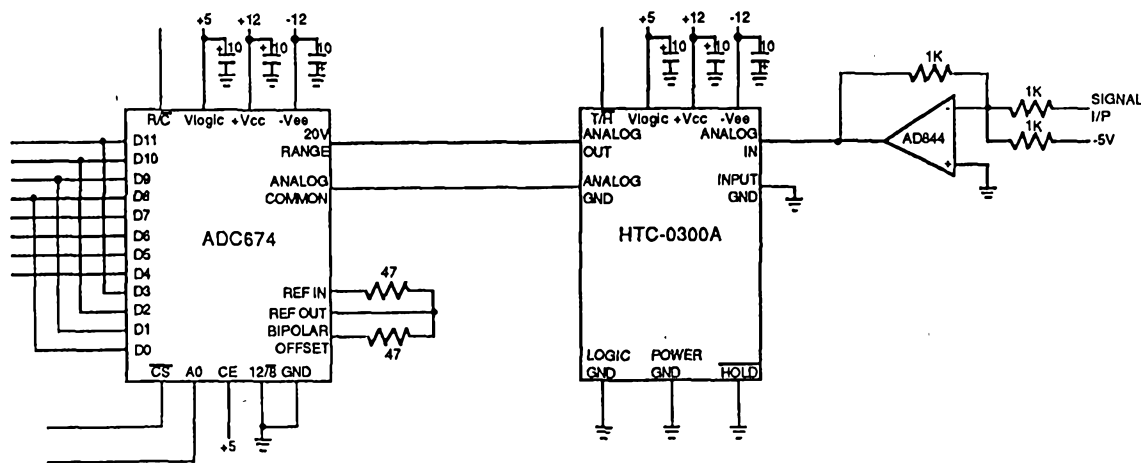 +5 +12 -12
10 10 10
R/C Vlogic +Vcc -Vee
20V
RANGE
ANALOG
COMMON
D11
D10
D9
D8
D7
D6
D5
D4
D3
D2
D1
D0
ADC674
REF IN
REF OUT
BIPOLAR
OFFSET
47
47
CS A0 CE 12/8 GND
+5
+5 +12 -12
10 10 10
T/H Vlogic +Vcc -Vee
ANALOG
OUT
ANALOG
IN
ANALOG
GND
INPUT
GND
HTC-0300A
LOGIC
GND
POWER
GND
HOLD
1K
1K
1K
SIGNAL
I/P
-5V
-
AD844
+